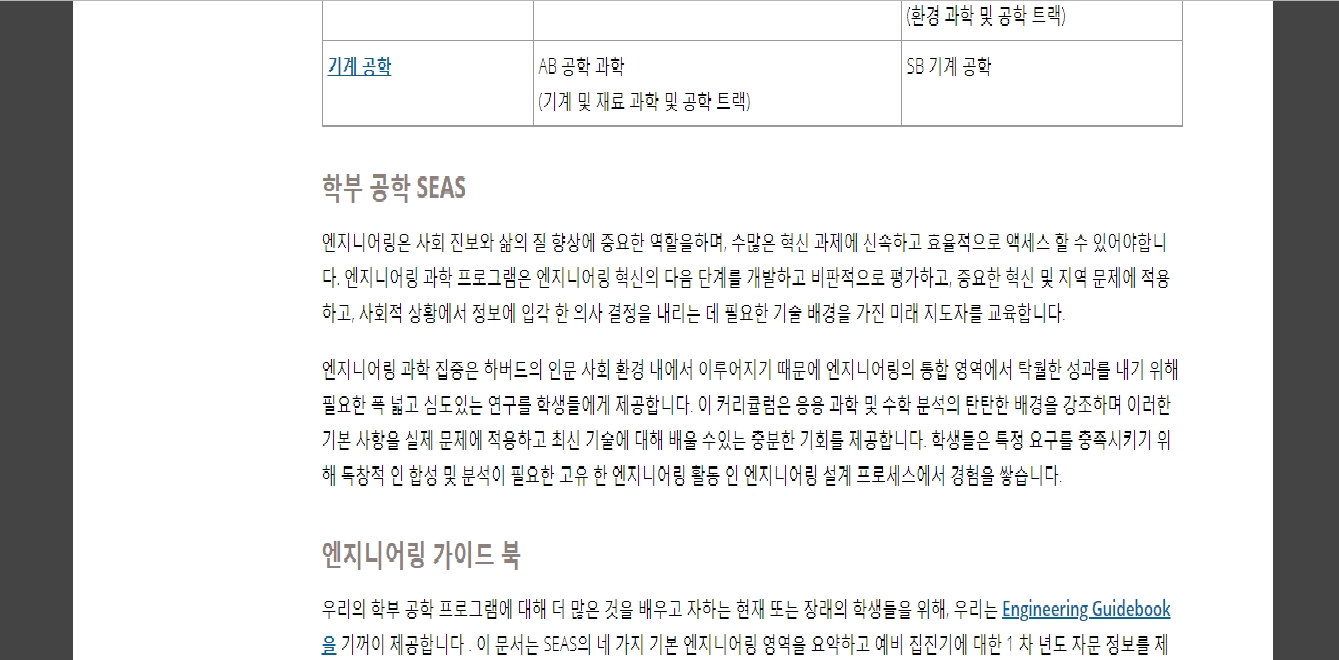 (환경 과학 및 공학 트랙)
기계 공학
AB 공학 과학
(기계 및 재료 과학 및 공학 트랙)
SB 기계 공학
학부 공학 SEAS
엔지니어링은 사회 진보와 삶의 질 향상에 중요한 역할을하며, 수많은 혁신 과제에 신속하고 효율적으로 액세스 할 수 있어야합니
다. 엔지니어링 과학 프로그램은 엔지니어링 혁신의 다음 단계를 개발하고 비판적으로 평가하고, 중요한 혁신 및 지역 문제에 적용
하고, 사회적 상황에서 정보에 입각 한 의사 결정을 내리는 데 필요한 기술 배경을 가진 미래 지도자를 교육합니다.
엔지니어링 과학 집중은 하버드의 인문 사회 환경 내에서 이루어지기 때문에 엔지니어링의 통합 영역에서 탁월한 성과를 내기 위해
필요한 폭 넓고 심도있는 연구를 학생들에게 제공합니다. 이 커리큘럼은 응용 과학 및 수학 분석의 탄탄한 배경을 강조하며 이러한
기본 사항을 실제 문제에 적용하고 최신 기술에 대해 배울 수있는 충분한 기회를 제공합니다. 학생들은 특정 요구를 충족시키기 위
해 독창적 인 합성 및 분석이 필요한 고유 한 엔지니어링 활동 인 엔지니어링 설계 프로세스에서 경험을 쌓습니다.
엔지니어링 가이드 북
우리의 학부 공학 프로그램에 대해 더 많은 것을 배우고 자하는 현재 또는 장래의 학생들을 위해, 우리는 Engineering Guidebook
을 기꺼이 제공합니다 . 이 문서는 SEAS의 네 가지 기본 엔지니어링 영역을 요약하고 예비 집진기에 대한 1 차 년도 자문 정보를 제